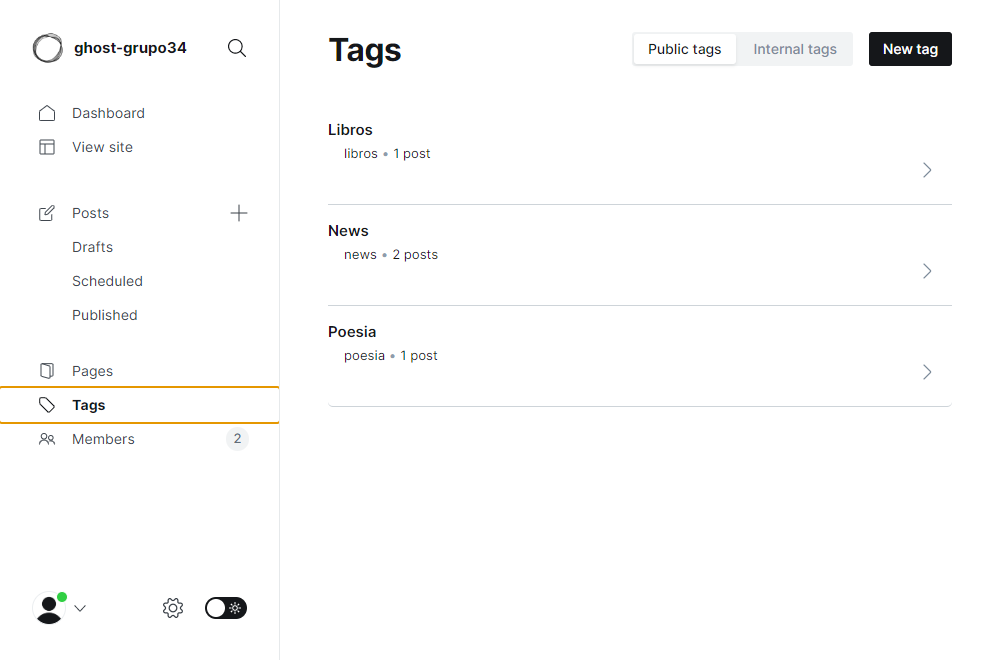 ghost-grupo34
Dashboard
View site
Posts
Drafts
Scheduled
Published
Pages
Tags
Members 2
Tags
Public tags Internal tags New tag
Libros
libros • 1 post
News
news • 2 posts
Poesia
poesia • 1 post